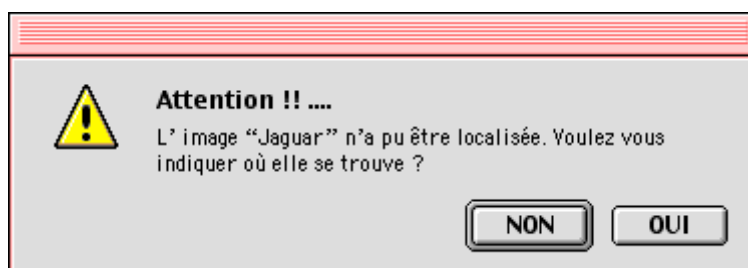 Attention !! ....
L' image “Jaguar” n'a pu être localisée. Voulez vous
indiquer où elle se trouve ?
NON OUI